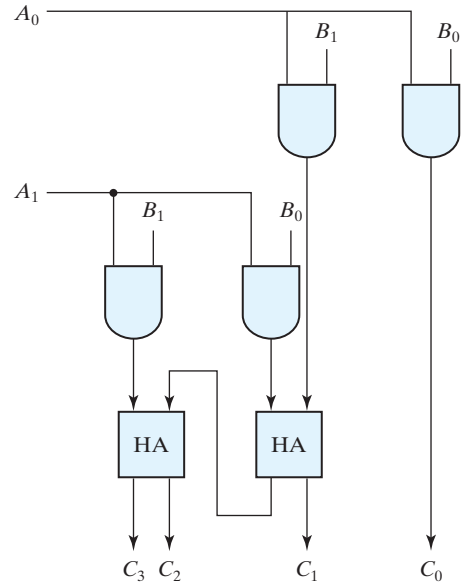 A₀
B₁ B₀
A₁
B₁ B₀
HA HA
C₃ C₂ C₁ C₀